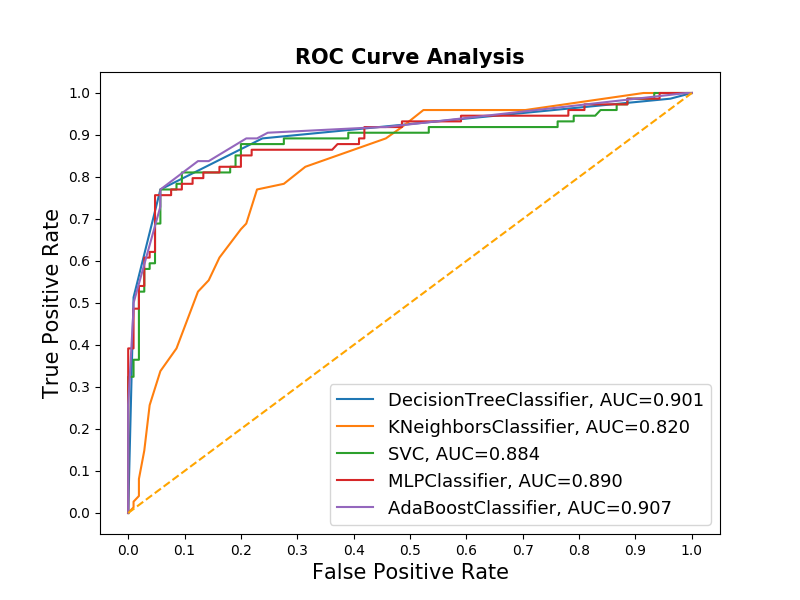 ROC Curve Analysis
True Positive Rate
1.0
0.9
0.8
0.7
0.6
0.5
0.4
0.3
0.2
0.1
0.0
DecisionTreeClassifier, AUC=0.901
KNeighborsClassifier, AUC=0.820
SVC, AUC=0.884
MLPClassifier, AUC=0.890
AdaBoostClassifier, AUC=0.907
0.0 0.1 0.2 0.3 0.4 0.5 0.6 0.7 0.8 0.9 1.0
False Positive Rate